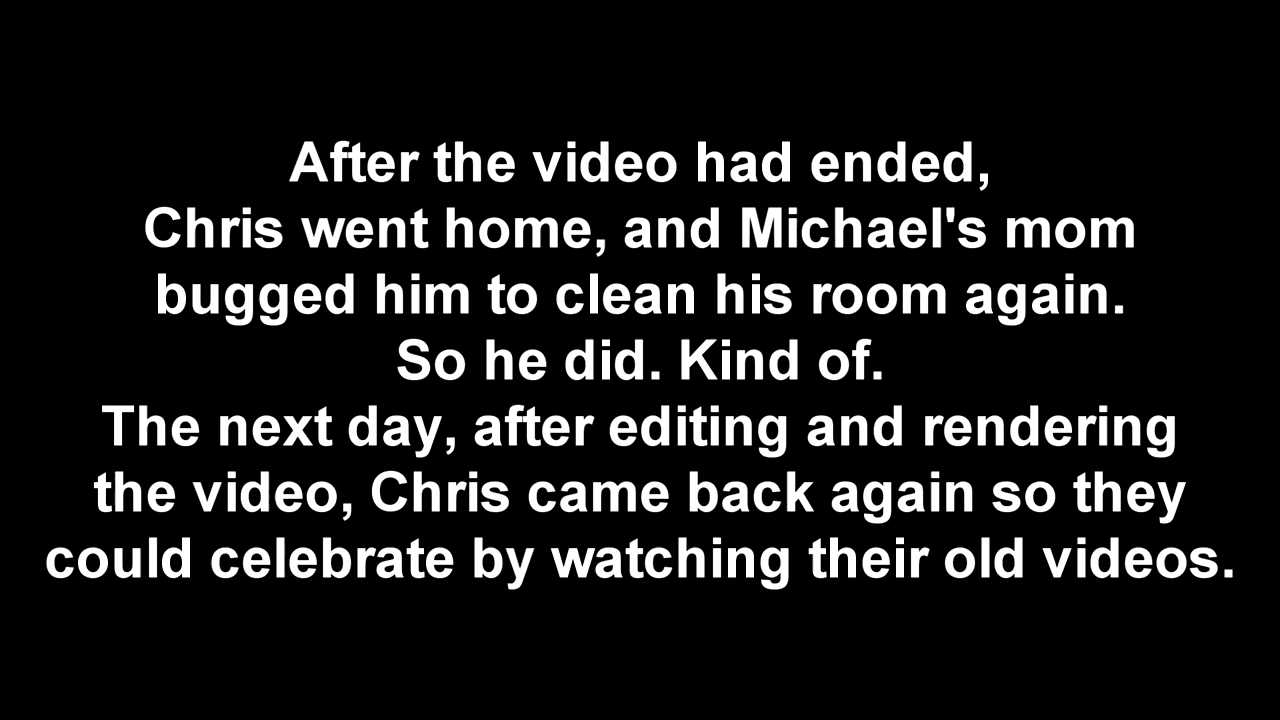 After the video had ended,
Chris went home, and Michael's mom
bugged him to clean his room again.
So he did. Kind of.
The next day, after editing and rendering
the video, Chris came back again so they
could celebrate by watching their old videos.